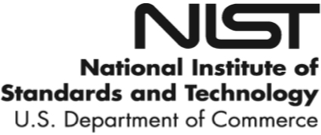 NIST
National Institute of
Standards and Technology
U.S. Department of Commerce